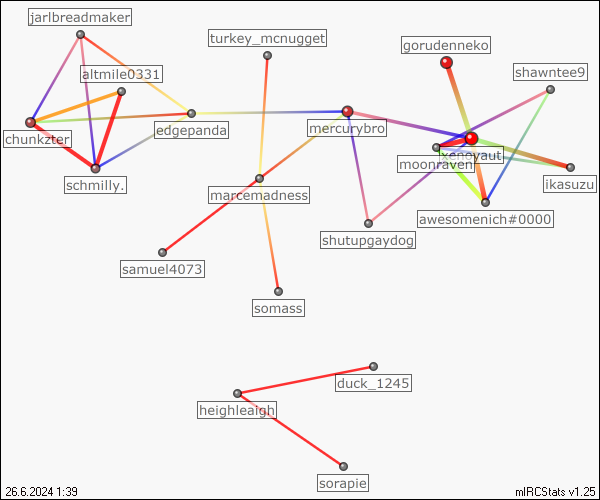 jarlbreadmaker
turkey_mcnugget
gorudenneko
altmile0331
shawntee9
chunkzter
edgepanda
mercurybro
xenoyaut
moonraven
schmilly.
ikasuzu
marcemadness
awesomenich#0000
shutupgaydog
samuel4073
somass
duck_1245
heighleaigh
sorapie
26.6.2024 1:39
mIRCStats v1.25